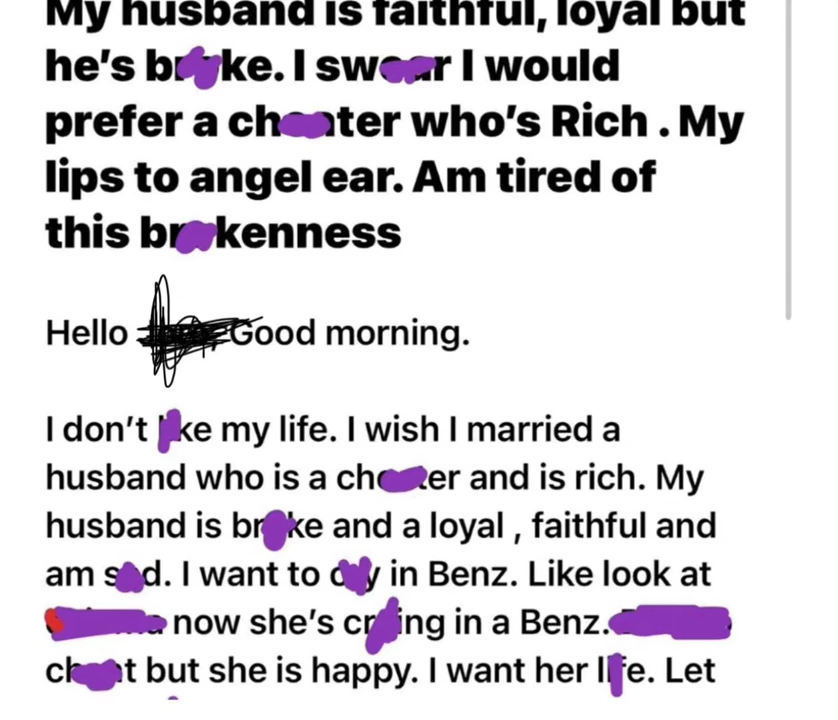 My husband is faithful, loyal but
he's broke. I swear I would
prefer a cheater who's Rich . My
lips to angel ear. Am tired of
this brokenness
Hello Good morning.
I don't like my life. I wish I married a
husband who is a cheater and is rich. My
husband is broke and a loyal , faithful and
am sad. I want to cry in Benz. Like look at
now she's crying in a Benz.
but she is happy. I want her life. Let